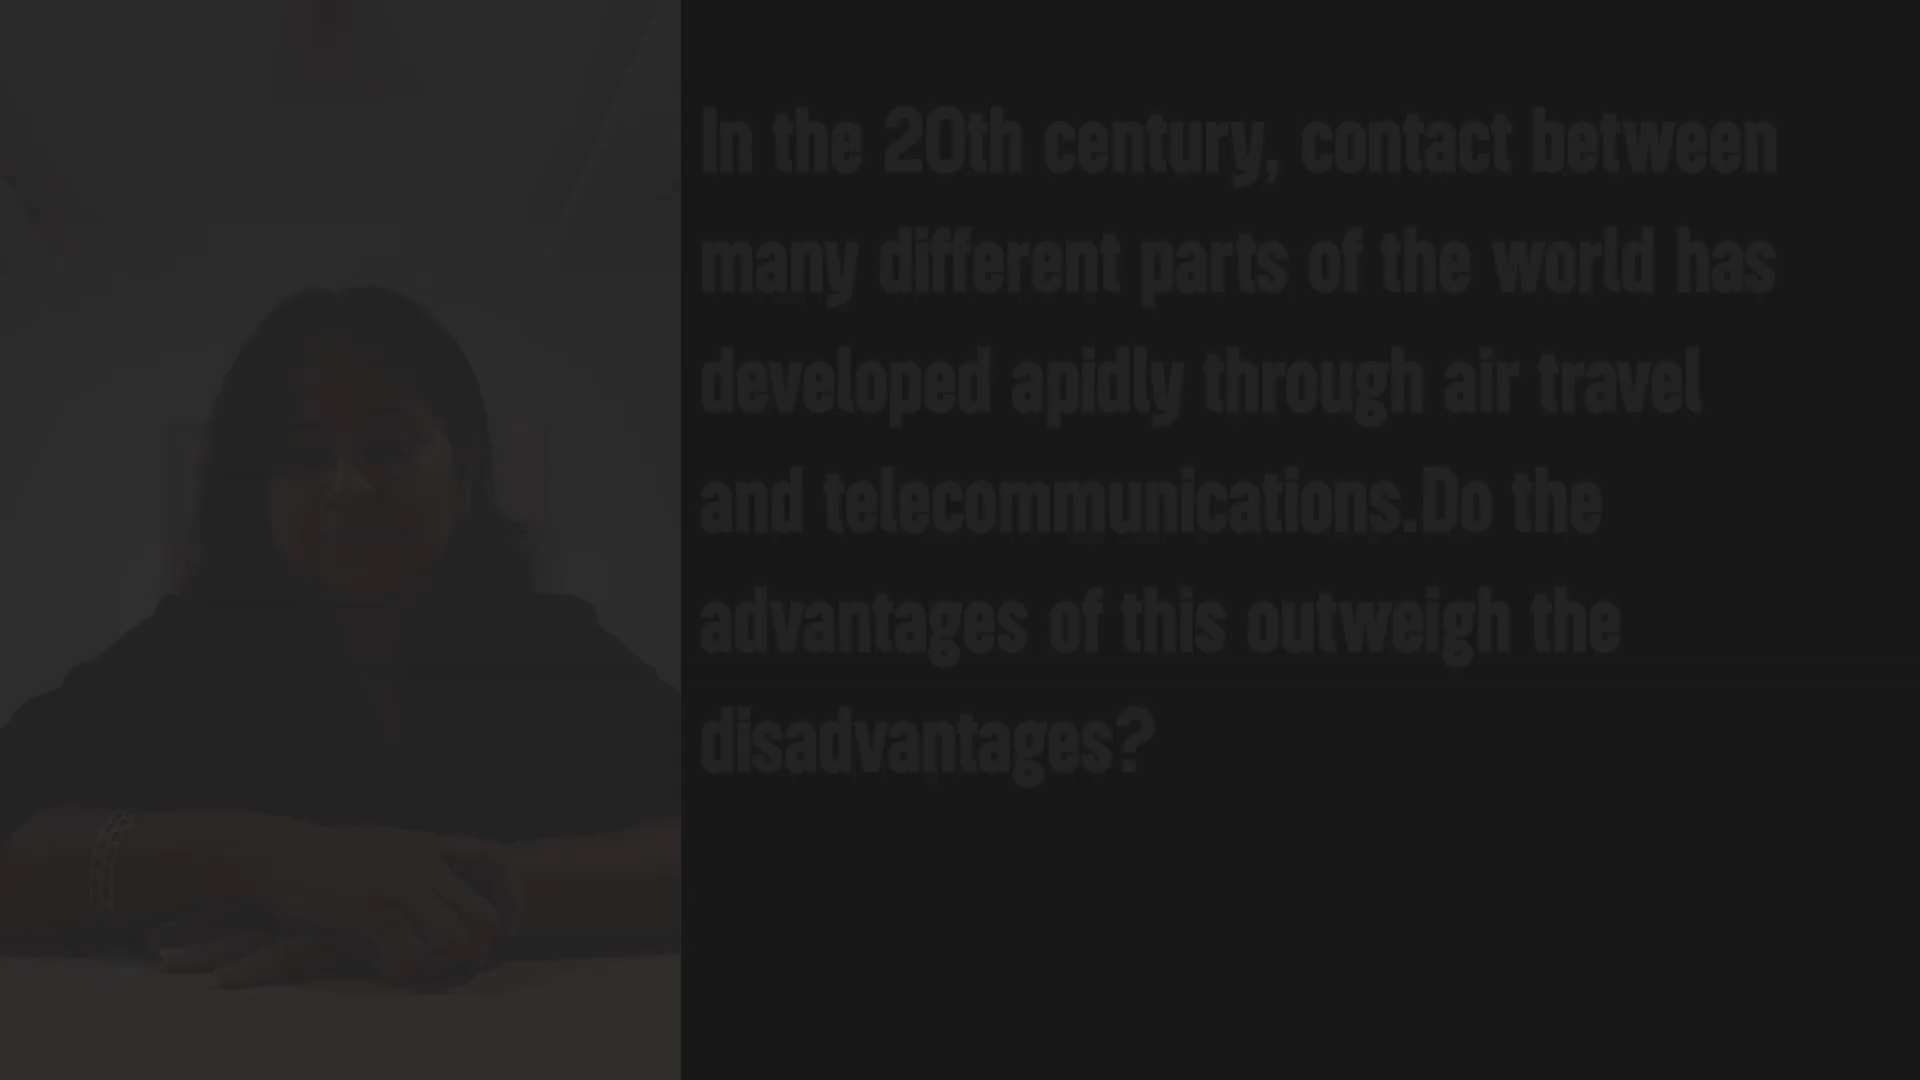 In the 20th century, contact between
many different parts of the world has
developed apidly through air travel
and telecommunications.Do the
advantages of this outweigh the
disadvantages?